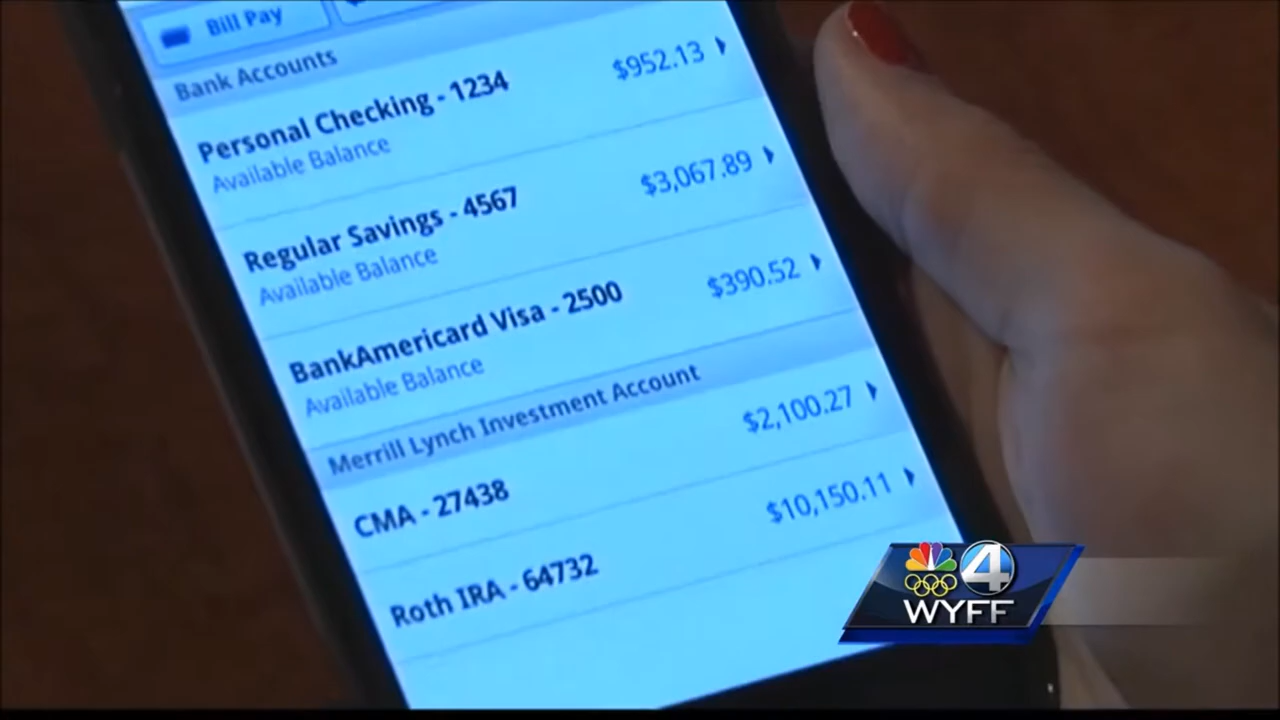 Bill Pay
Bank Accounts
Personal Checking - 1234 $952.13
Available Balance
Regular Savings - 4567 $3,067.89
Available Balance
BankAmericard Visa - 2500 $390.52
Available Balance
Merrill Lynch Investment Account
CMA - 27438 $2,100.27
Roth IRA - 64732 $10,150.11
4
WYFF